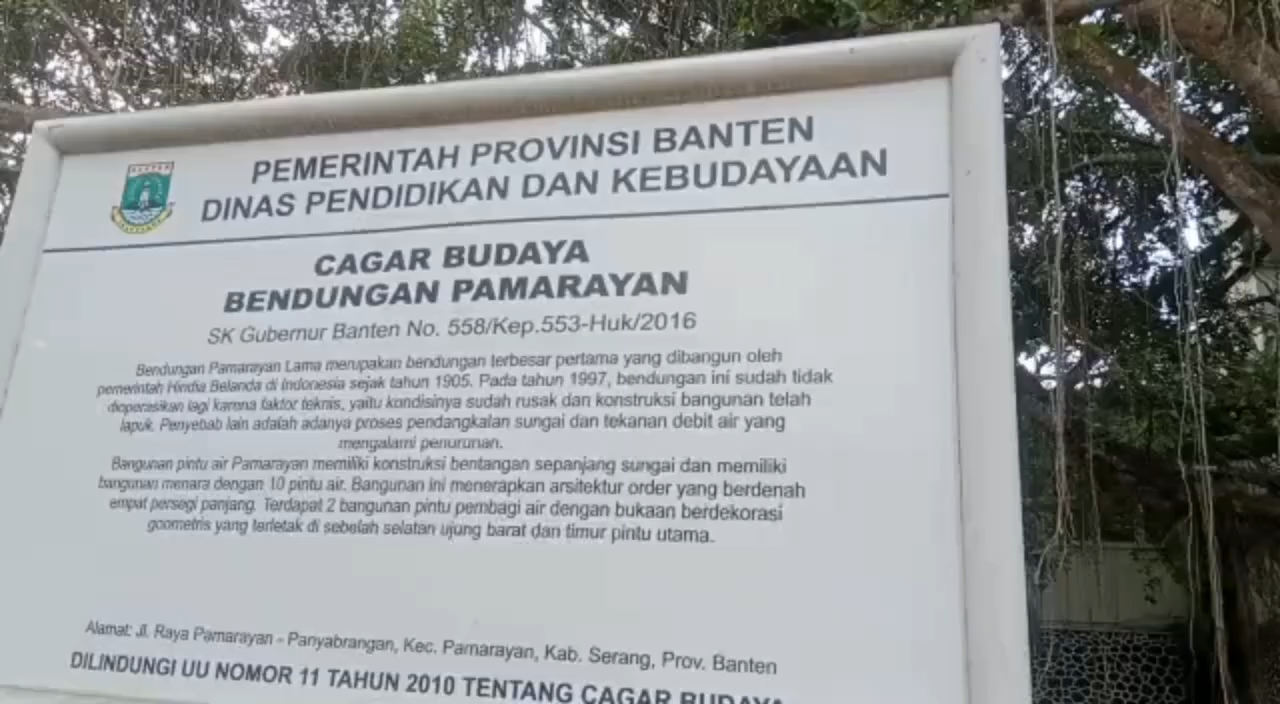 PEMERINTAH PROVINSI BANTEN
DINAS PENDIDIKAN DAN KEBUDAYAAN
CAGAR BUDAYA
BENDUNGAN PAMARAYAN
SK Gubernur Banten No. 558/Kep.553-Huk/2016
Bendungan Pamarayan Lama merupakan bendungan terbesar pertama yang dibangun oleh
pemerintah Hindia Belanda di Indonesia sejak tahun 1905. Pada tahun 1997, bendungan ini sudah tidak
dioperasikan lagi karena faktor teknis, yaitu kondisinya sudah rusak dan konstruksi bangunan telah
lapuk. Penyebab lain adalah adanya proses pendangkalan sungai dan tekanan debit air yang
mengalami penurunan.
Bangunan pintu air Pamarayan memiliki konstruksi bentangan sepanjang sungai dan memiliki
bangunan menara dengan 10 pintu air. Bangunan ini menerapkan arsitektur order yang berdenah
empat persegi panjang. Terdapat 2 bangunan pintu pembagi air dengan bukaan berdekorasi
geometris yang terletak di sebelah selatan ujung barat dan timur pintu utama.
Alamat: Jl. Raya Pamarayan - Panyabrangan, Kec. Pamarayan, Kab. Serang, Prov. Banten
DILINDUNGI UU NOMOR 11 TAHUN 2010 TENTANG CAGAR BUDAYA